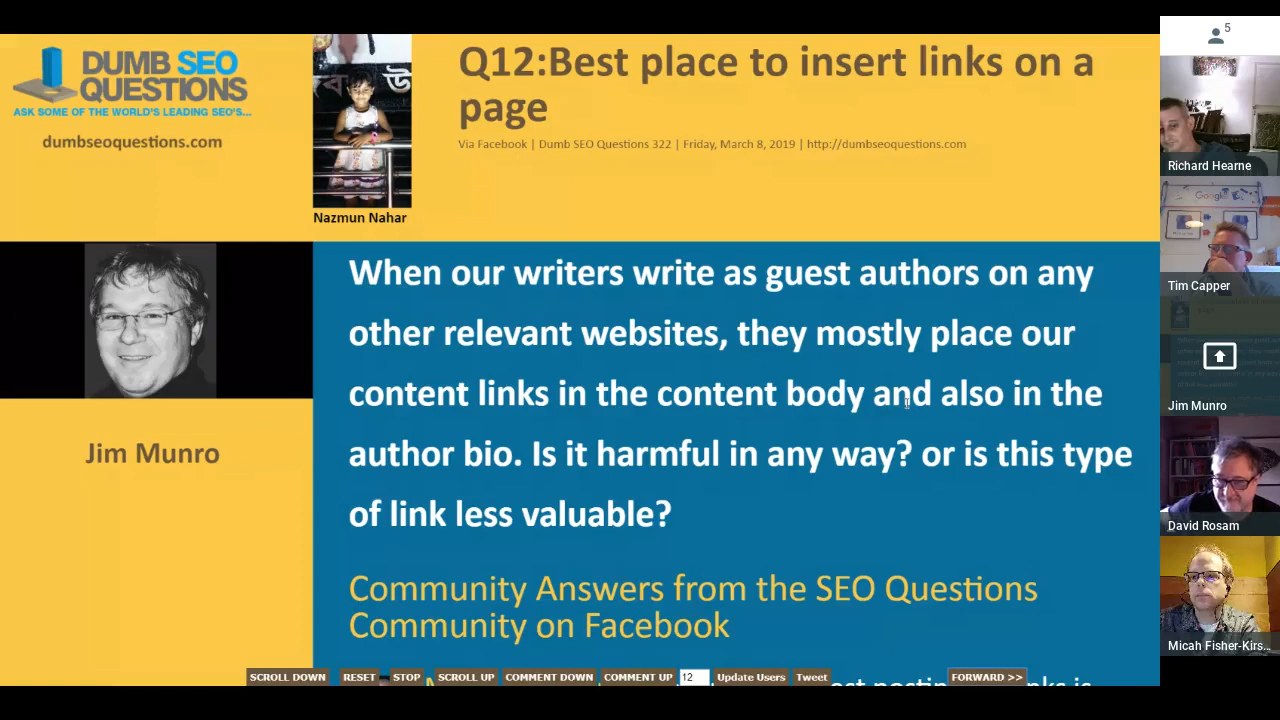 DUMB SEO
QUESTIONS
ASK SOME OF THE WORLD'S LEADING SEO'S...
dumbseoquestions.com
বে উ
Nazmun Nahar
Q12:Best place to insert links on a
page
Via Facebook | Dumb SEO Questions 322 | Friday, March 8, 2019 | http://dumbseoquestions.com
Jim Munro
When our writers write as guest authors on any
other relevant websites, they mostly place our
content links in the content body and also in the
author bio. Is it harmful in any way? or is this type
of link less valuable?
Community Answers from the SEO Questions
Community on Facebook
SCROLL DOWN RESET STOP SCROLL UP COMMENT DOWN COMMENT UP 12 Update Users Tweet FORWARD >>
5
Richard Hearne
Google
Tim Capper
Jim Munro
David Rosam
Micah Fisher-Kirs...